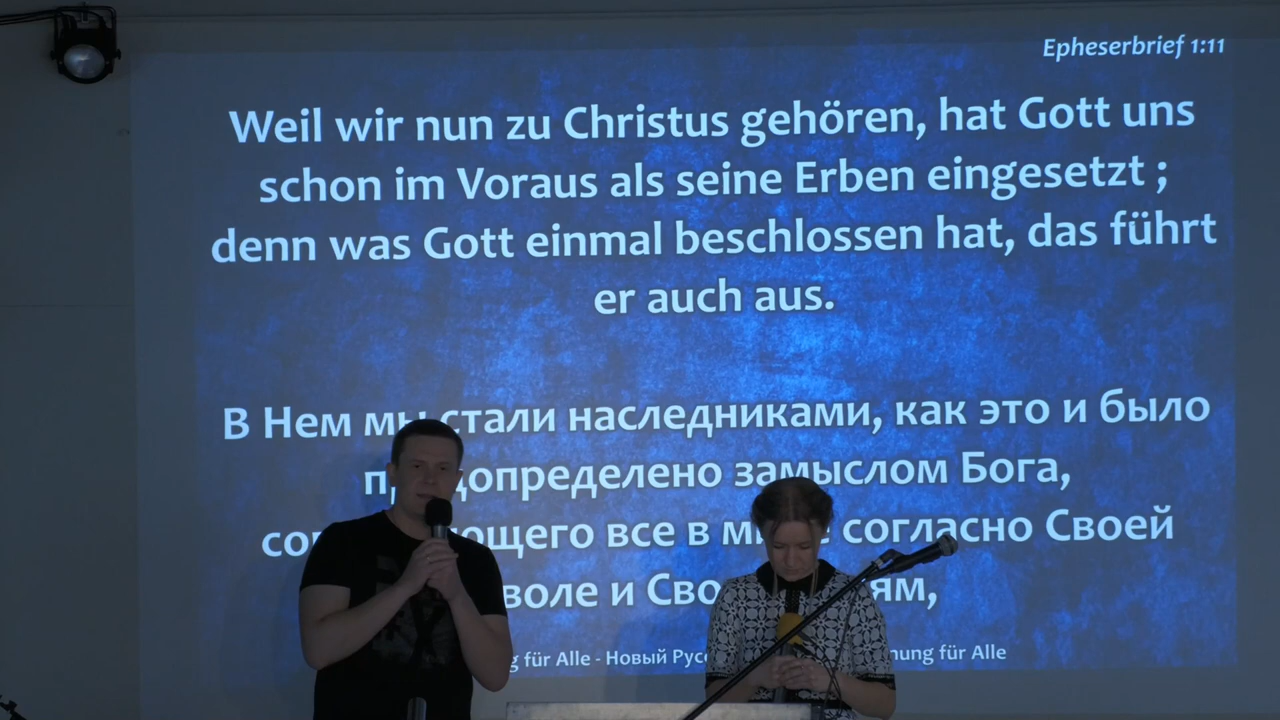 Epheserbrief 1:11
Weil wir nun zu Christus gehören, hat Gott uns
schon im Voraus als seine Erben eingesetzt ;
denn was Gott einmal beschlossen hat, das führt
er auch aus.
В Нем мы стали наследниками, как это и было
замыслом Бога,
все в согласно Своей
воле и
für Alle - Новый für Alle